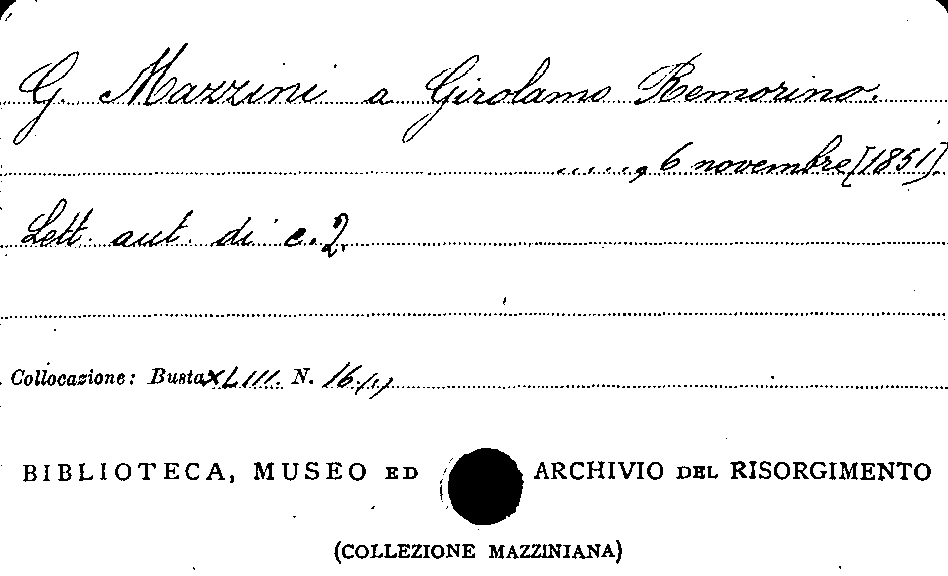 G. Mazzini a Girolamo Remorino.
....., 6 novembre [1851].
Lett. aut. di c. 2.
Collocazione: Busta XLIII. N. 16.(1)
BIBLIOTECA, MUSEO ED ARCHIVIO DEL RISORGIMENTO
(COLLEZIONE MAZZINIANA)